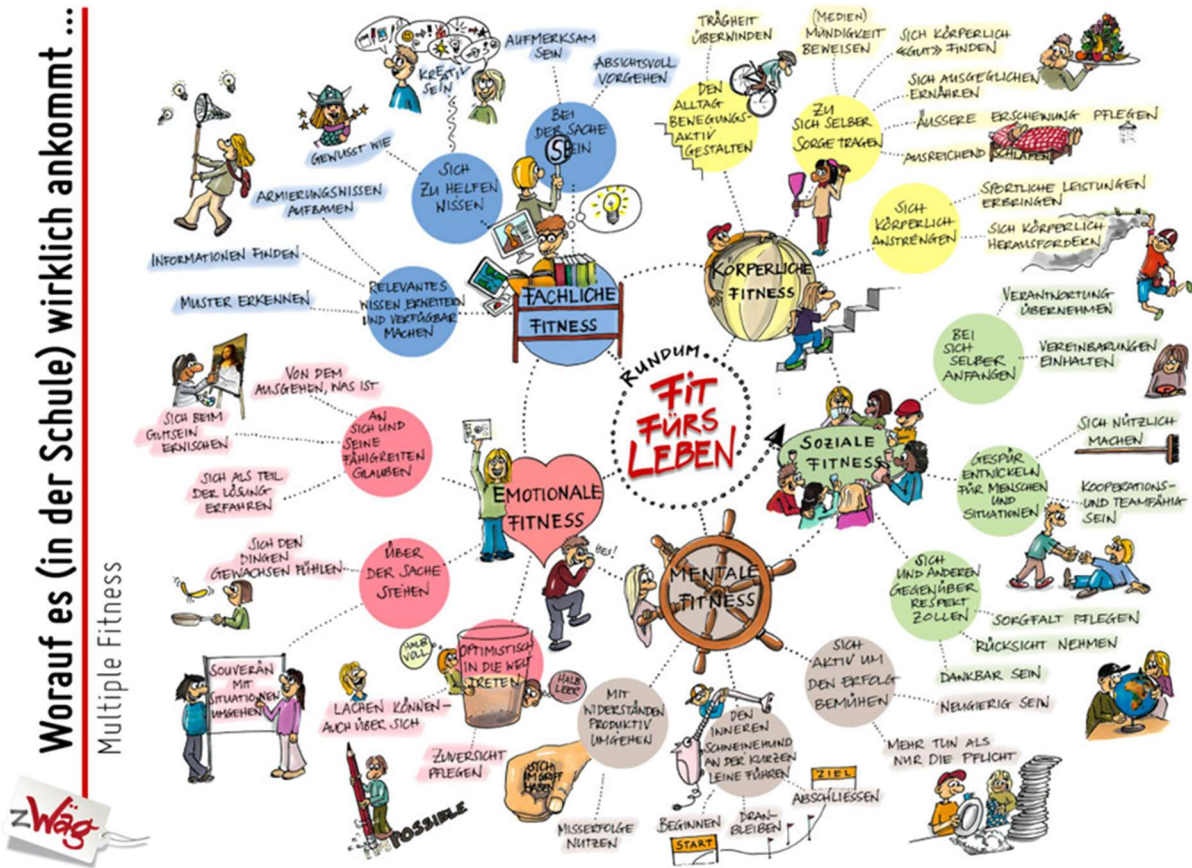 Worauf es (in der Schule) wirklich ankommt ...
Multiple Fitness
zWäg
RUNDUM
FIT
FÜRS
LEBEN
FACHLICHE
FITNESS
BEI
DER SACHE
SEIN
AUFMERKSAM
SEIN
ABSICHTSVOLL
VORGEHEN
SICH
ZU HELFEN
WISSEN
KREATIV
SEIN
GEWUSST WIE
RELEVANTES
WISSEN ERWEITERN
UND VERFÜGBAR
MACHEN
ARMIERUNGSWISSEN
AUFBAUEN
INFORMATIONEN FINDEN
MUSTER ERKENNEN
KÖRPERLICHE
FITNESS
DEN
ALLTAG
BEWEGUNGS-
AKTIV
GESTALTEN
TRÄGHEIT
ÜBERWINDEN
ZU
SICH SELBER
SORGE TRAGEN
(MEDIEN)
MÜNDIGKEIT
BEWEISEN
SICH KÖRPERLICH
«GUT» FINDEN
SICH AUSGEGLICHEN
ERNÄHREN
ÄUSSERE ERSCHEINUNG PFLEGEN
AUSREICHEND SCHLAFEN
SICH
KÖRPERLICH
ANSTRENGEN
SPORTLICHE LEISTUNGEN
ERBRINGEN
SICH KÖRPERLICH
HERAUSFORDERN
SOZIALE
FITNESS
BEI
SICH
SELBER
ANFANGEN
VERANTWORTUNG
ÜBERNEHMEN
VEREINBARUNGEN
EINHALTEN
GESPÜR
ENTWICKELN
FÜR MENSCHEN
UND
SITUATIONEN
SICH NÜTZLICH
MACHEN
KOOPERATIONS-
UND TEAMFÄHIG
SEIN
SICH
UND ANDEREN
GEGENÜBER
RESPEKT
ZOLLEN
SORGFALT PFLEGEN
RÜCKSICHT NEHMEN
DANKBAR SEIN
MENTALE
FITNESS
SICH
AKTIV UM
DEN ERFOLG
BEMÜHEN
NEUGIERIG SEIN
MEHR TUN ALS
NUR DIE PFLICHT
DEN
INNEREN
SCHWEINEHUND
AN DER KURZEN
LEINE FÜHREN
BEGINNEN
DRAN-
BLEIBEN
ABSCHLIESSEN
START
ZIEL
MIT
WIDERSTÄNDEN
PRODUKTIV
UMGEHEN
SICH
IM GRIFF
HABEN
MISSERFOLGE
NUTZEN
EMOTIONALE
FITNESS
YES!
AN
SICH UND
SEINE
FÄHIGKEITEN
GLAUBEN
VON DEM
AUSGEHEN, WAS IST
SICH BEIM
GUTSEIN
ERWISCHEN
SICH ALS TEIL
DER LÖSUNG
ERFAHREN
ÜBER
DER SACHE
STEHEN
SICH DEN
DINGEN
GEWACHSEN FÜHLEN
SOUVERÄN
MIT
SITUATIONEN
UMGEHEN
OPTIMISTISCH
IN DIE WELT
TRETEN
HALB
VOLL
HALB
LEER
LACHEN KÖNNEN-
AUCH ÜBER SICH
ZUVERSICHT
PFLEGEN
POSSIBLE